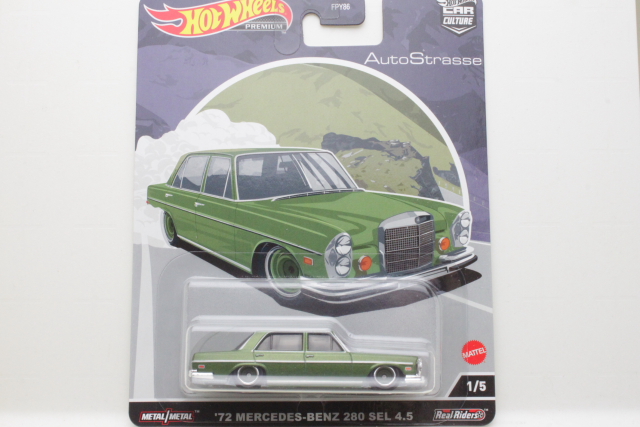 Hot Wheels
PREMIUM
FPY86
CAR
CULTURE
AutoStrasse
MATTEL
1/5
METAL/METAL™
'72 MERCEDES-BENZ 280 SEL 4.5
Real Riders